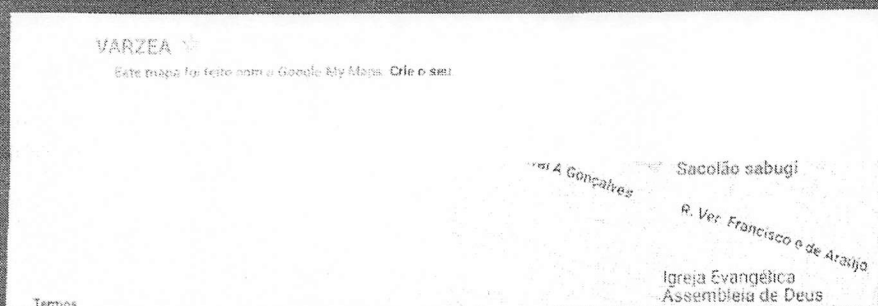 VARZEA
Este mapa foi feito com o Google My Maps. Crie o seu
A Gonçalves
Sacolão sabugi
R. Ver. Francisco e de Araújo
Igreja Evangélica
Assembleia de Deus
Termos